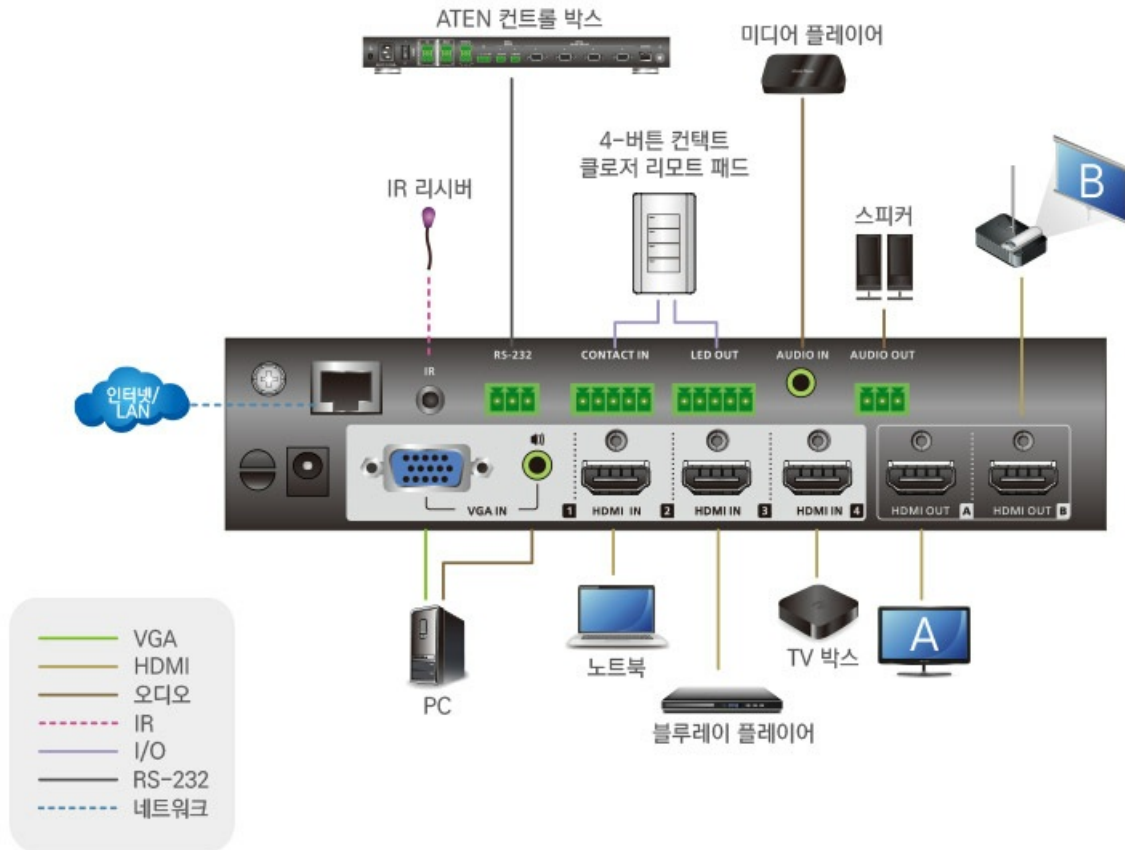 ATEN 컨트롤 박스
미디어 플레이어
4-버튼 컨택트
클로저 리모트 패드
IR 리시버
스피커
B
인터넷/
LAN
IR
RS-232
CONTACT IN
LED OUT
AUDIO IN
AUDIO OUT
VGA IN
1
HDMI IN
2
HDMI IN
3
HDMI IN
4
HDMI OUT
A
HDMI OUT
B
PC
노트북
블루레이 플레이어
TV 박스
A
VGA
HDMI
오디오
IR
I/O
RS-232
네트워크